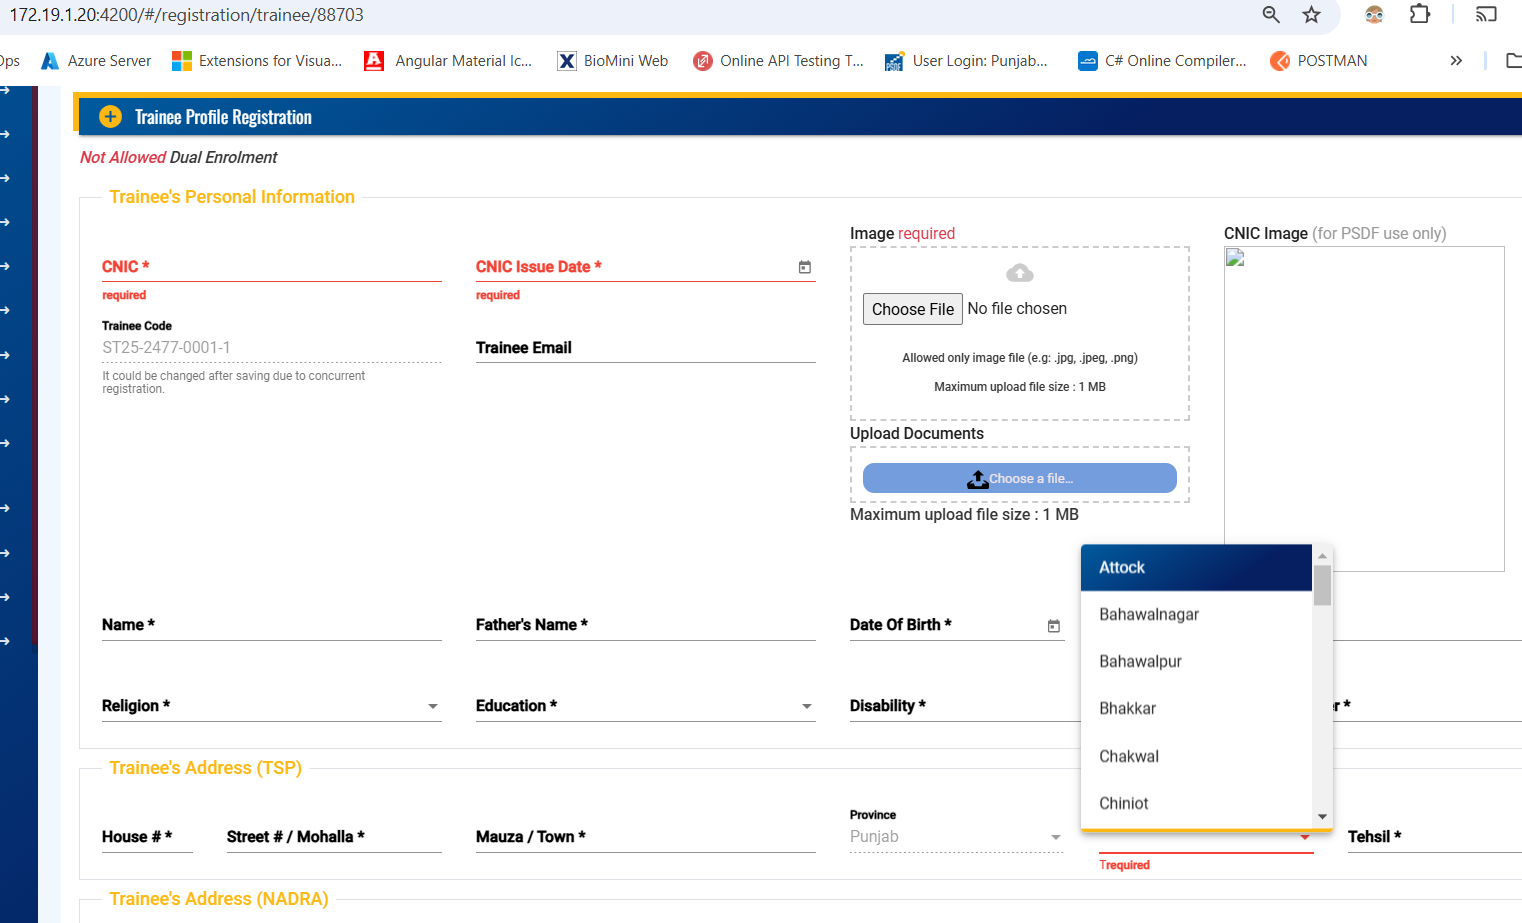 172.19.1.20:4200/#/registration/trainee/88703
Ops Azure Server Extensions for Visua... Angular Material Ic... BioMini Web Online API Testing T... User Login: Punjab... C# Online Compiler... POSTMAN »
Trainee Profile Registration
Not Allowed Dual Enrolment
Trainee's Personal Information
Image required
CNIC Image (for PSDF use only)
CNIC *
CNIC Issue Date *
required
required
Choose File No file chosen
Trainee Code
ST25-2477-0001-1
Trainee Email
It could be changed after saving due to concurrent
registration.
Allowed only image file (e.g: .jpg, .jpeg, .png)
Maximum upload file size : 1 MB
Upload Documents
Choose a file...
Maximum upload file size : 1 MB
Attock
Bahawalnagar
Bahawalpur
Bhakkar
Chakwal
Chiniot
Name *
Father's Name *
Date Of Birth *
Religion *
Education *
Disability *
r *
Trainee's Address (TSP)
House # *
Street # / Mohalla *
Mauza / Town *
Province
Punjab
Trequired
Tehsil *
Trainee's Address (NADRA)